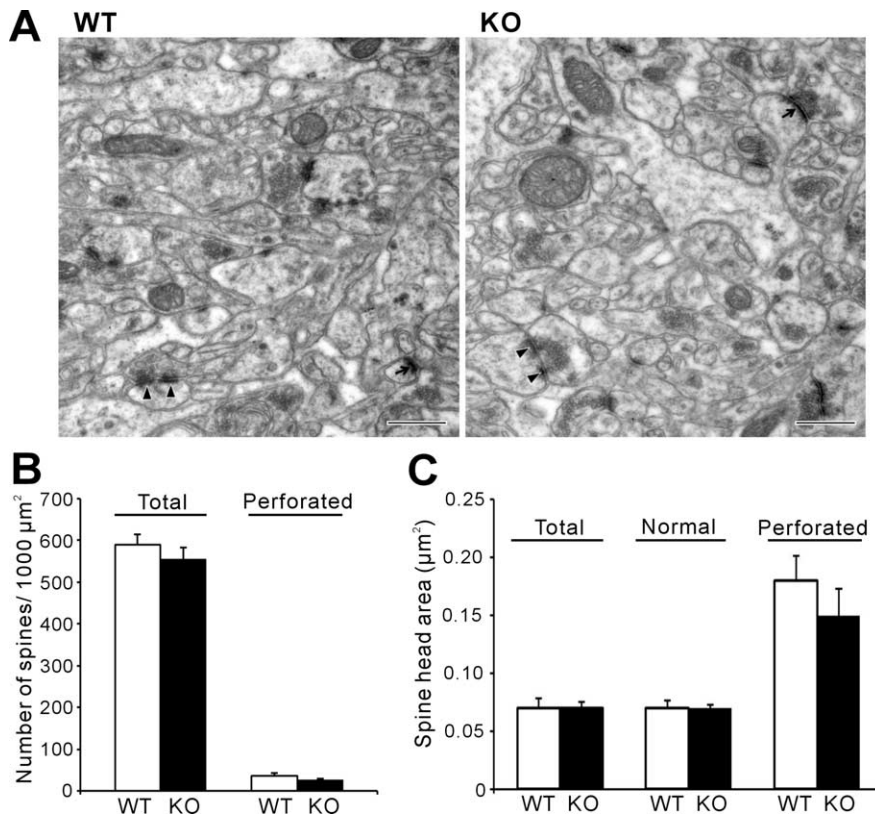 A
WT
KO
B
Number of spines/ 1000 μm²
700
600
500
400
300
200
100
0
Total
Perforated
WT KO
WT KO
C
Spine head area (μm²)
0.25
0.20
0.15
0.10
0.05
0
Total
Normal
Perforated
WT KO
WT KO
WT KO